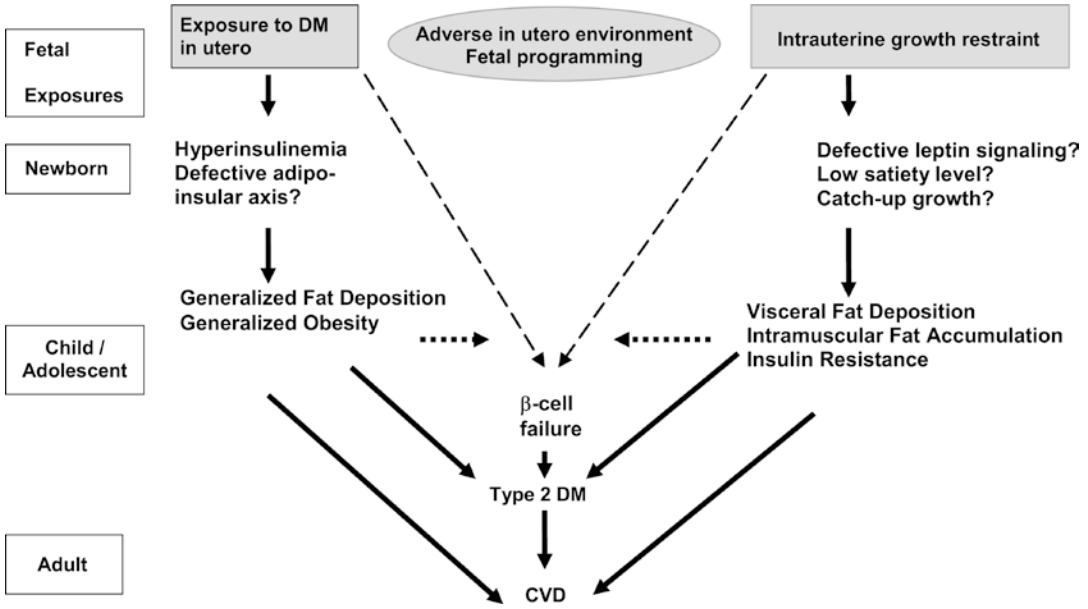 Fetal
Exposures
Exposure to DM
in utero
Adverse in utero environment
Fetal programming
Intrauterine growth restraint
Newborn
Hyperinsulinemia
Defective adipo-
insular axis?
Defective leptin signaling?
Low satiety level?
Catch-up growth?
Child /
Adolescent
Generalized Fat Deposition
Generalized Obesity
Visceral Fat Deposition
Intramuscular Fat Accumulation
Insulin Resistance
β-cell
failure
Type 2 DM
Adult
CVD